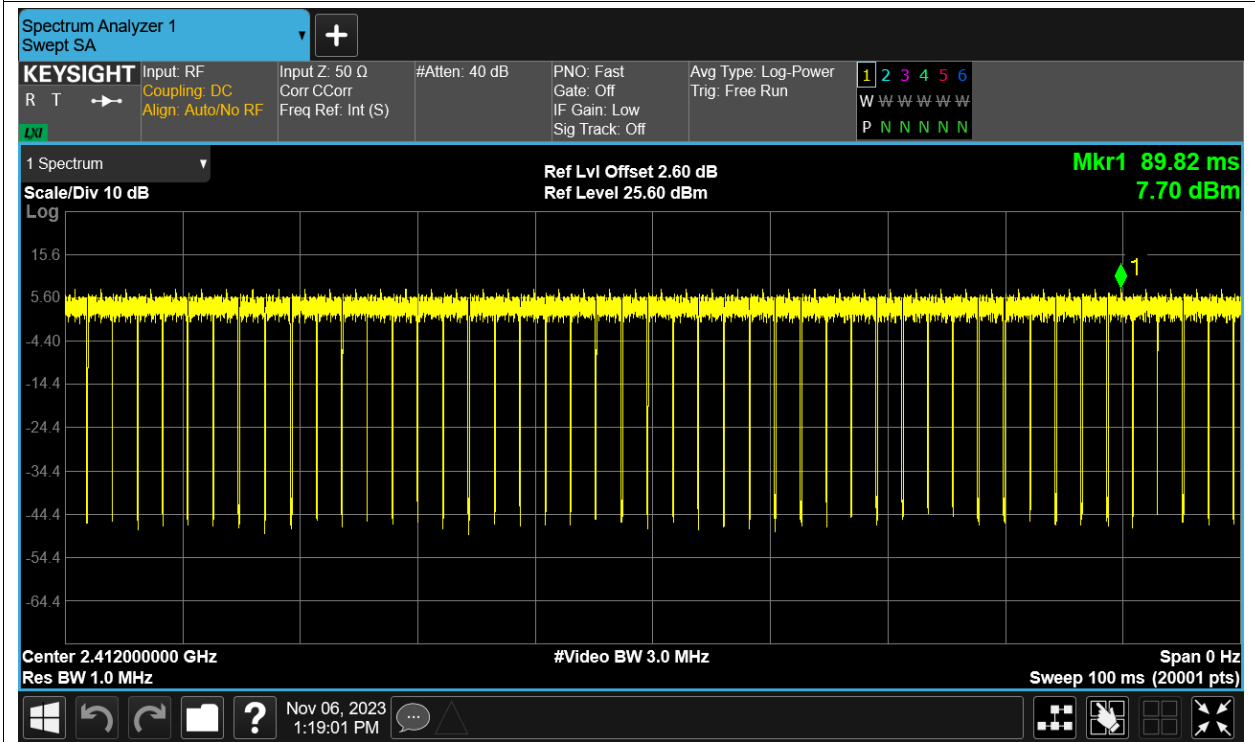 Spectrum Analyzer 1
Swept SA
+
KEYSIGHT
R T
LXI
Input: RF
Coupling: DC
Align: Auto/No RF
Input Z: 50 Ω
Corr CCorr
Freq Ref: Int (S)
#Atten: 40 dB
PNO: Fast
Gate: Off
IF Gain: Low
Sig Track: Off
Avg Type: Log-Power
Trig: Free Run
1 2 3 4 5 6
W W W W W W
P N N N N N
1 Spectrum
Scale/Div 10 dB
Log
Ref Lvl Offset 2.60 dB
Ref Level 25.60 dBm
Mkr1 89.82 ms
7.70 dBm
1
15.6
5.60
-4.40
-14.4
-24.4
-34.4
-44.4
-54.4
-64.4
Center 2.412000000 GHz
Res BW 1.0 MHz
#Video BW 3.0 MHz
Span 0 Hz
Sweep 100 ms (20001 pts)
?
Nov 06, 2023
1:19:01 PM